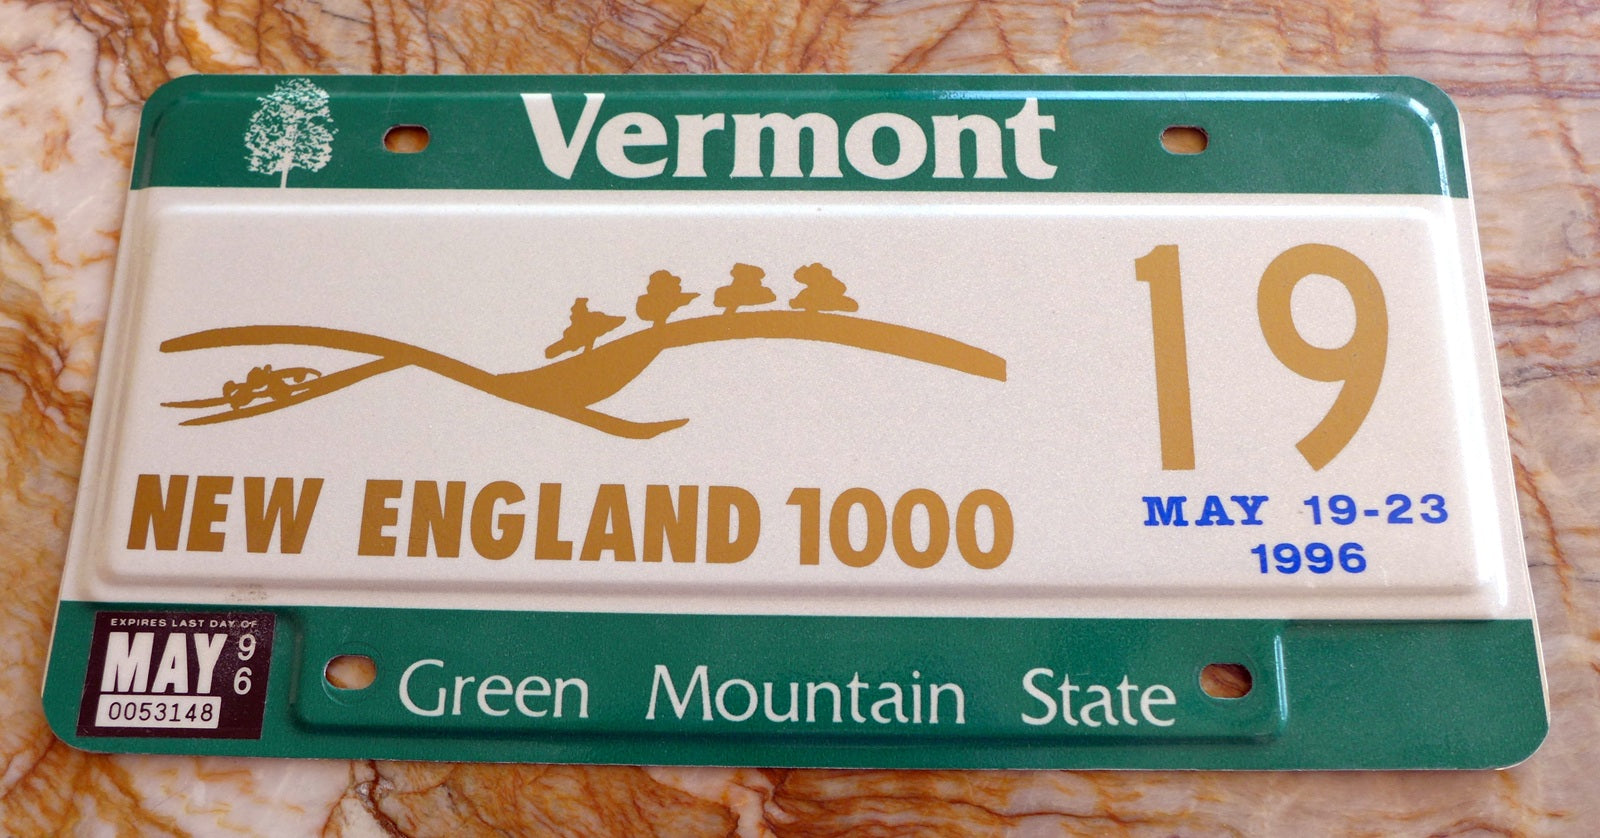 Vermont
19
NEW ENGLAND 1000
MAY 19-23
1996
EXPIRES LAST DAY OF
MAY 96
0053148
Green Mountain State